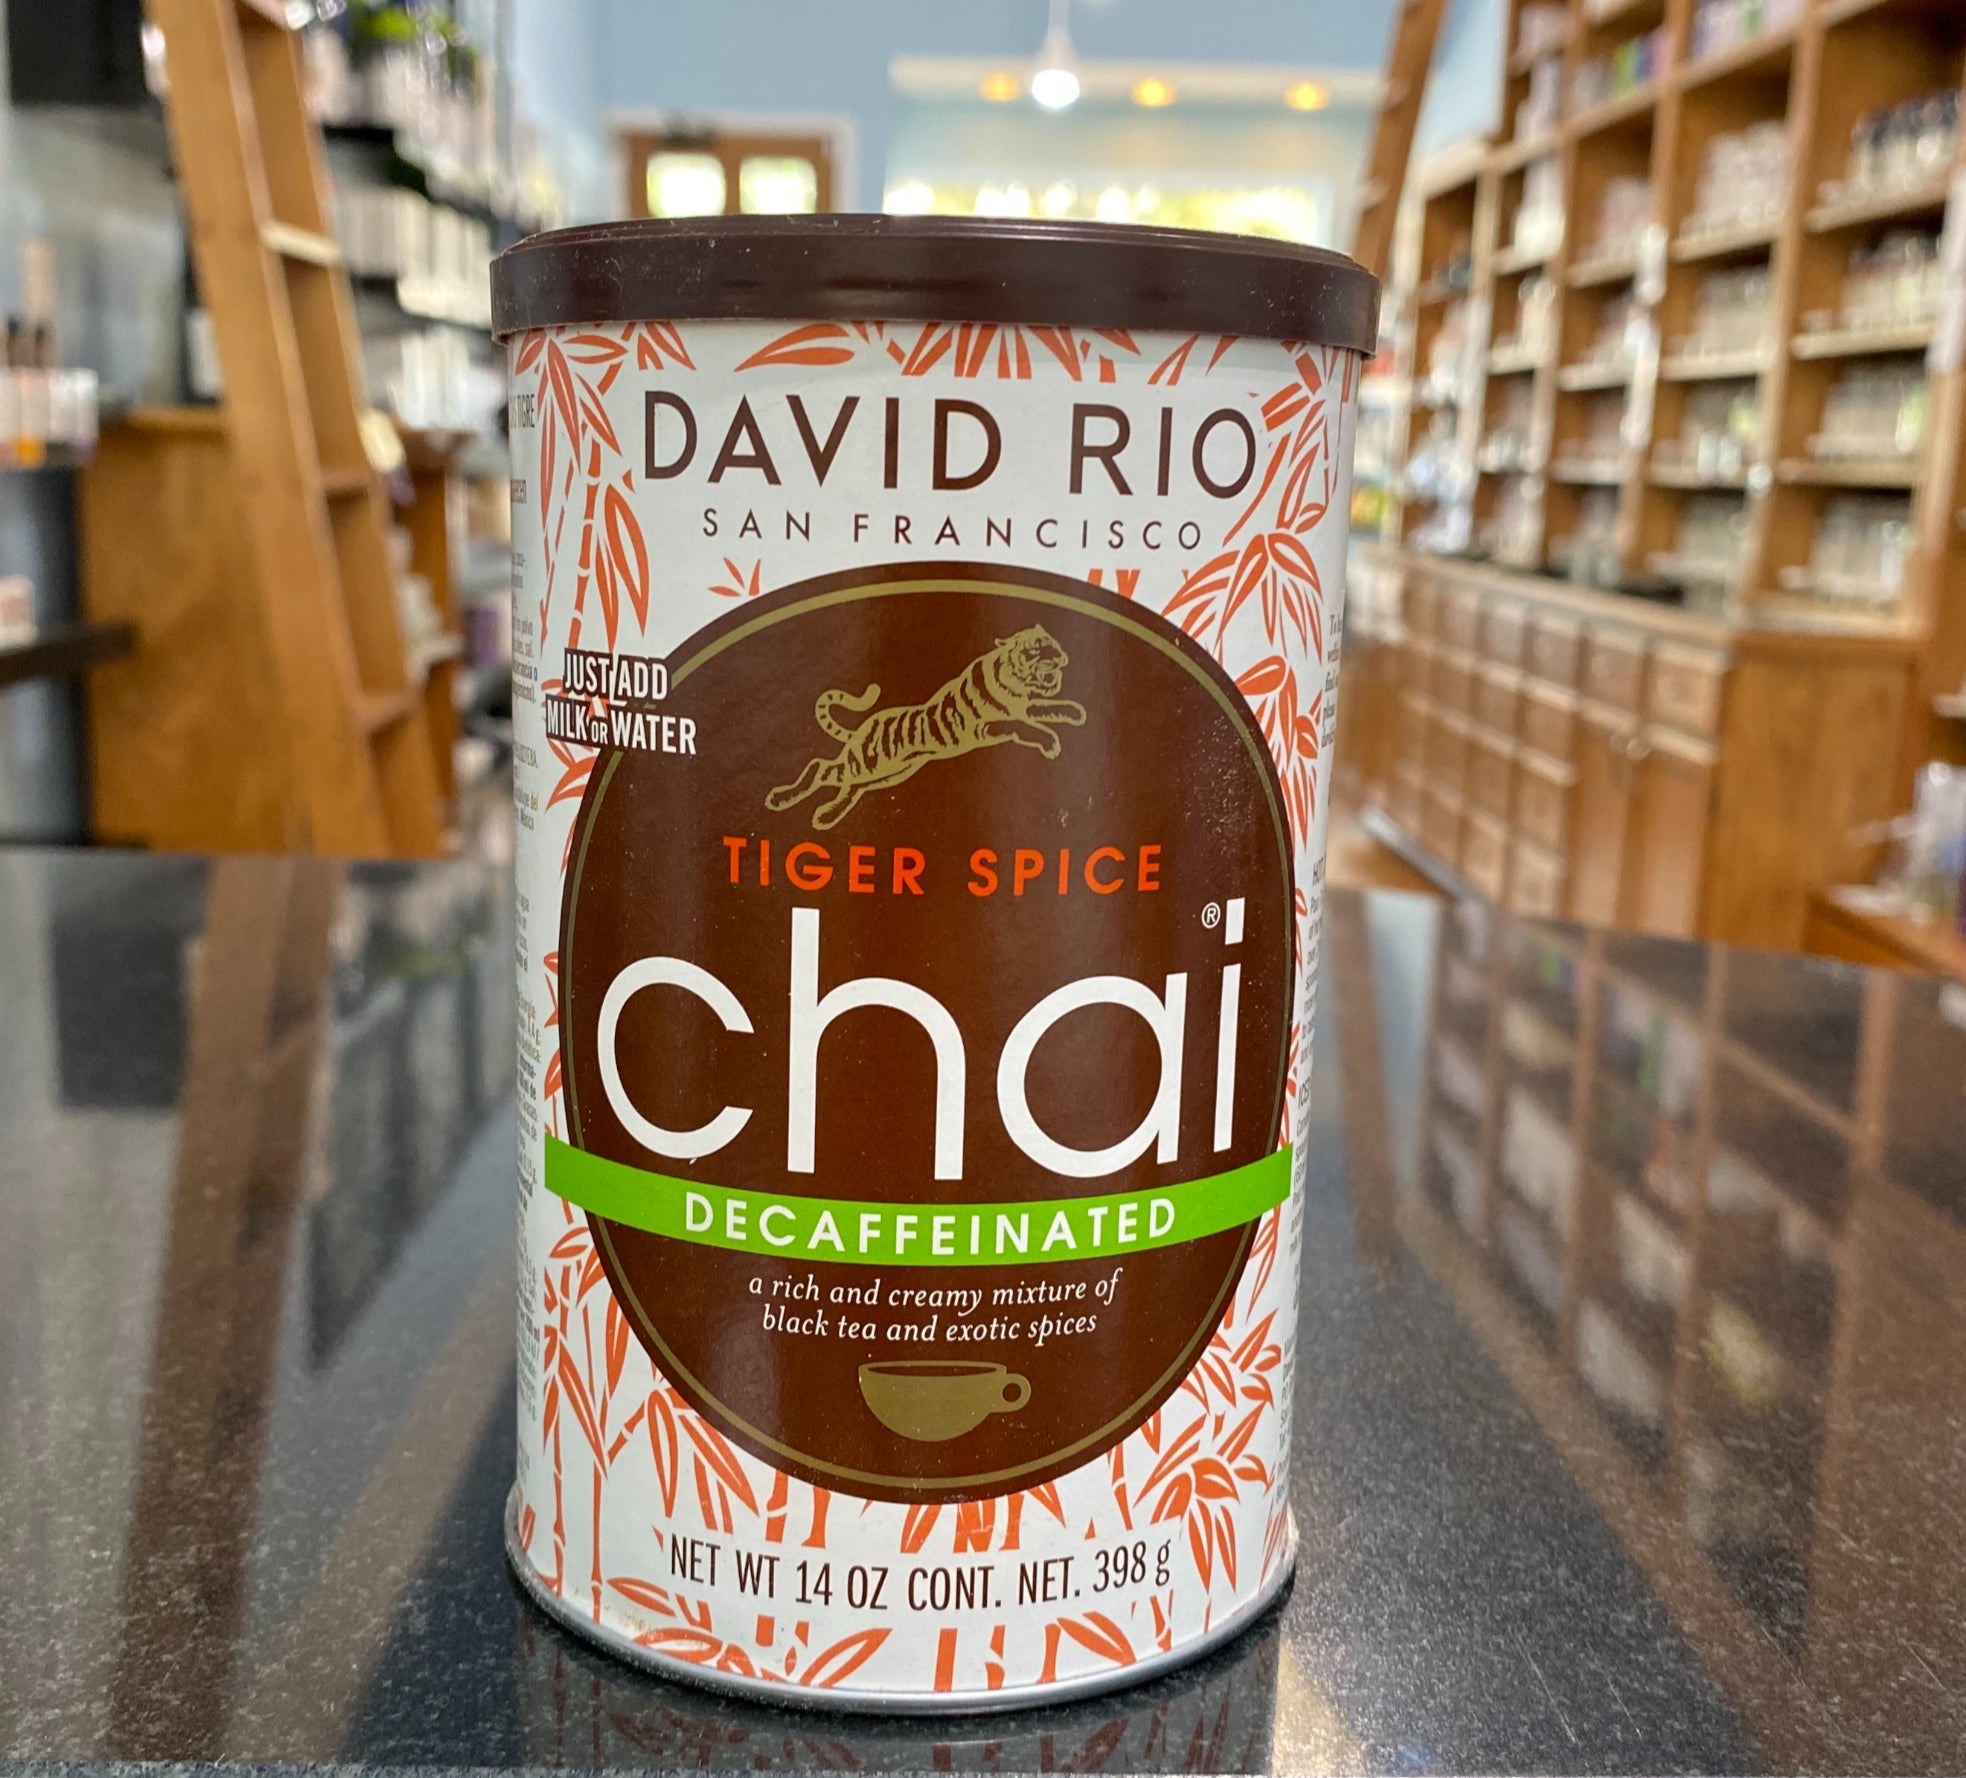 DAVID RIO
SAN FRANCISCO
JUST ADD
MILK OR WATER
TIGER SPICE
chai®
DECAFFEINATED
a rich and creamy mixture of
black tea and exotic spices
NET WT 14 OZ CONT. NET. 398 g